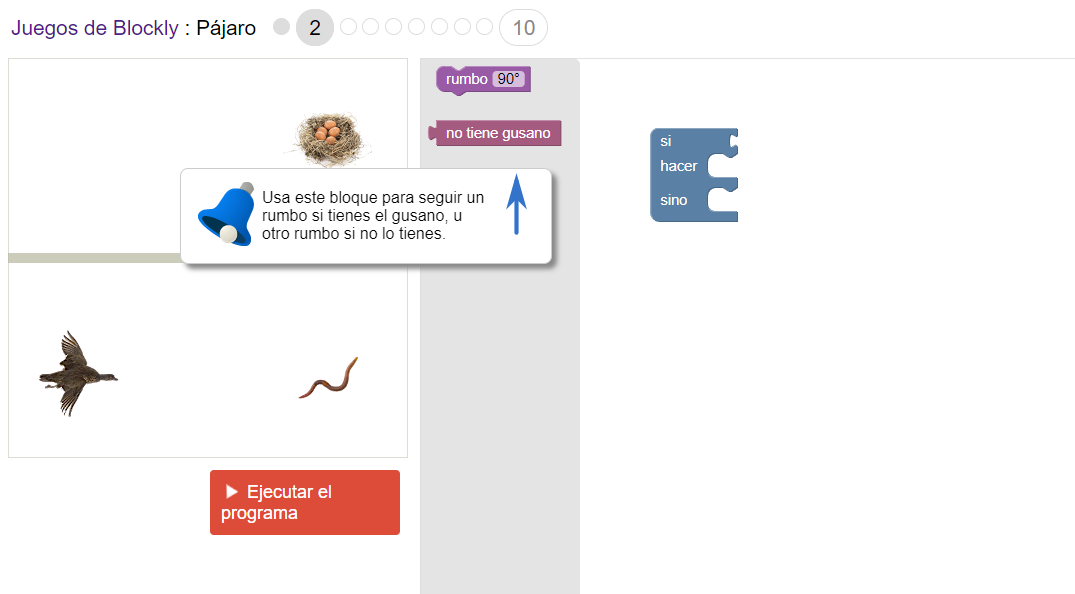 Juegos de Blockly : Pájaro 2 10
rumbo 90°
no tiene gusano
si
hacer
sino
Usa este bloque para seguir un
rumbo si tienes el gusano, u
otro rumbo si no lo tienes.
Ejecutar el
programa